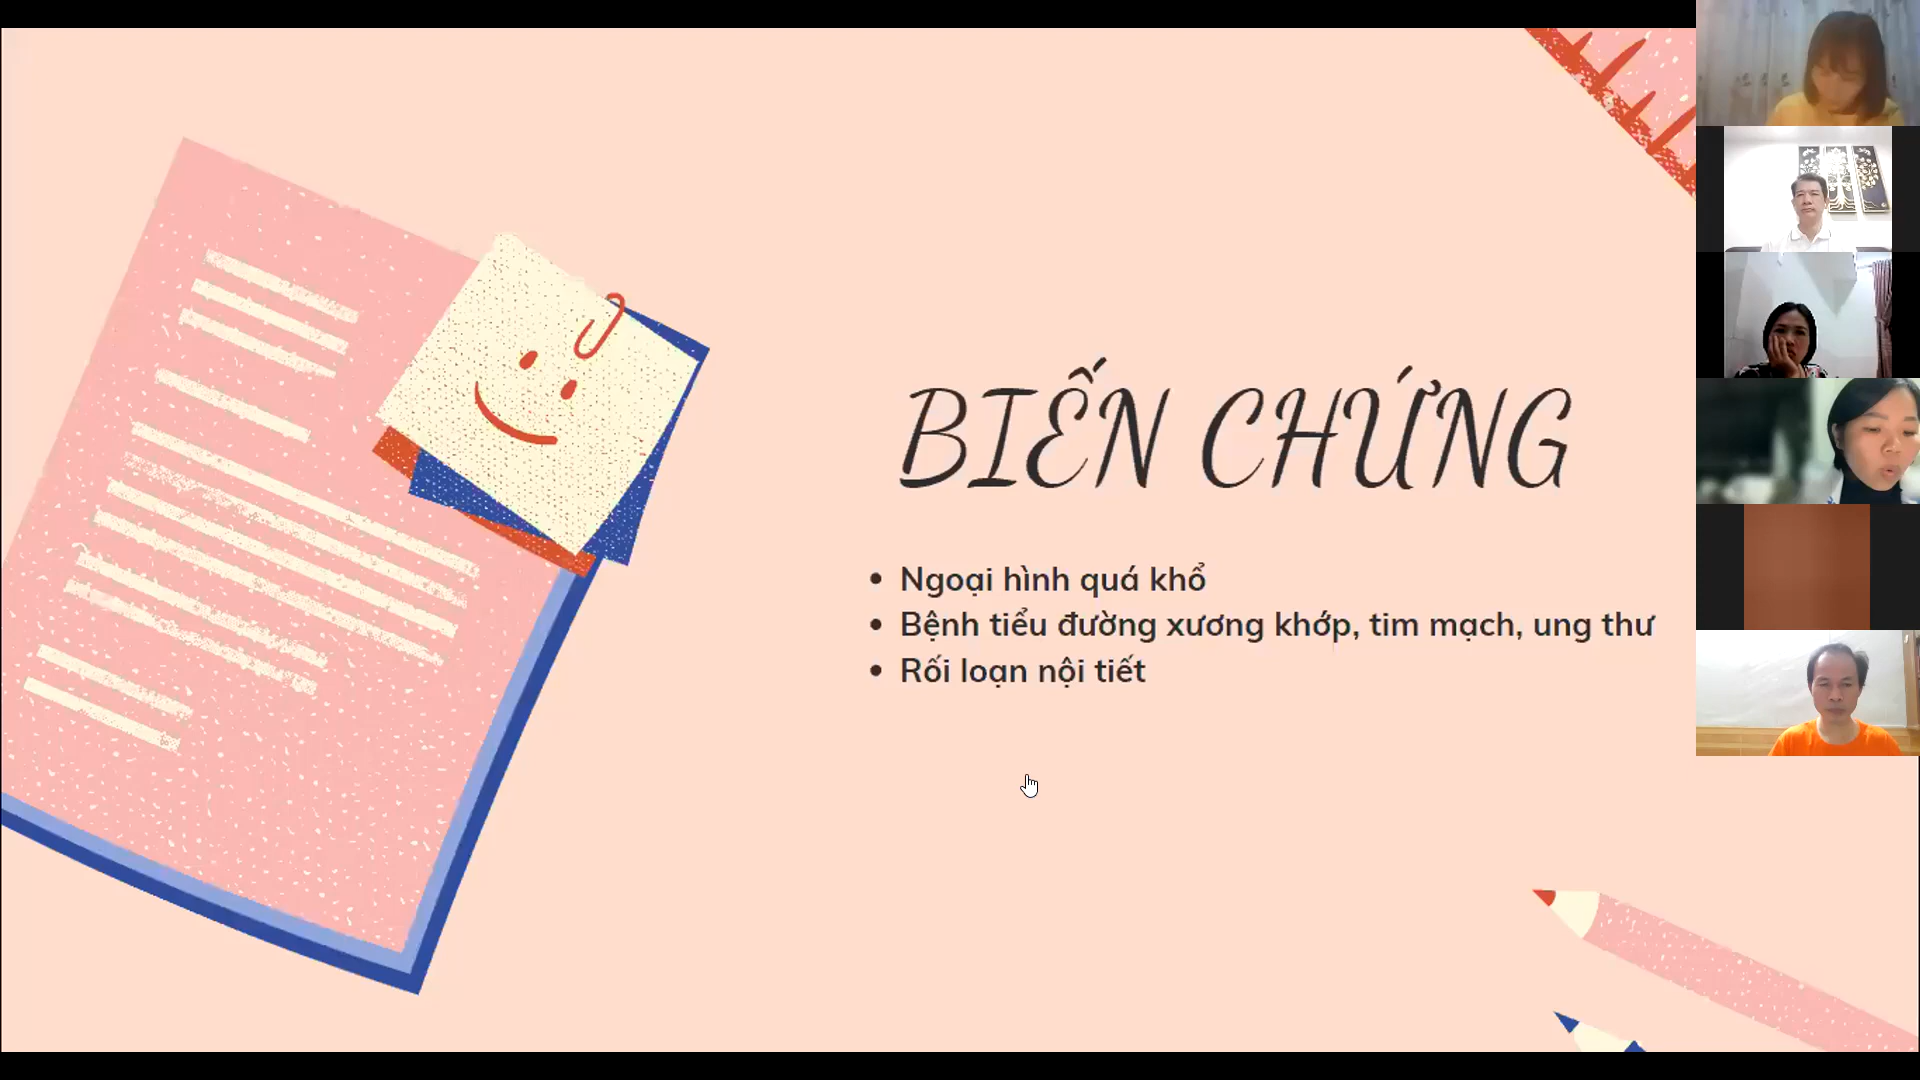 BIẾN CHỨNG
• Ngoại hình quá khổ
• Bệnh tiểu đường xương khớp, tim mạch, ung thư
• Rối loạn nội tiết